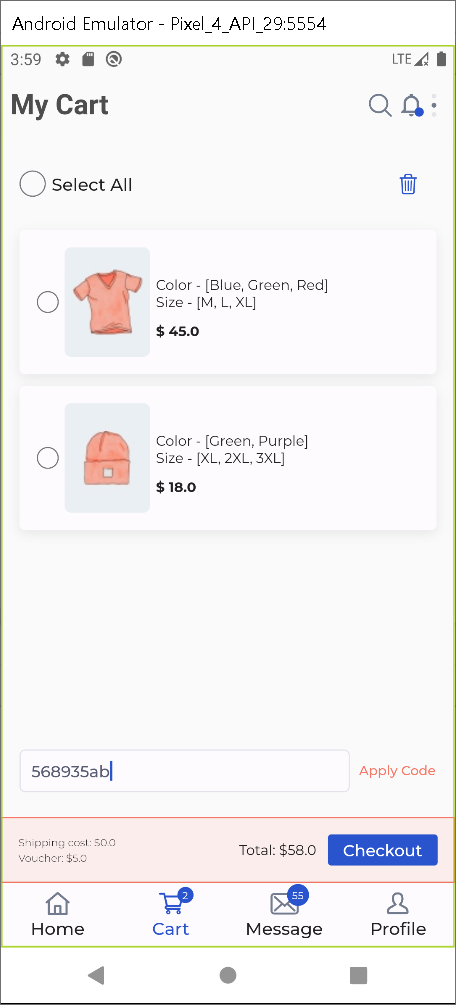 Android Emulator - Pixel_4_API_29:5554
3:59
LTE
My Cart
Select All
Color - [Blue, Green, Red]
Size - [M, L, XL]
$ 45.0
Color - [Green, Purple]
Size - [XL, 2XL, 3XL]
$ 18.0
568935ab
Apply Code
Shipping cost: $0.0
Voucher: $5.0
Total: $58.0
Checkout
2
55
Home
Cart
Message
Profile